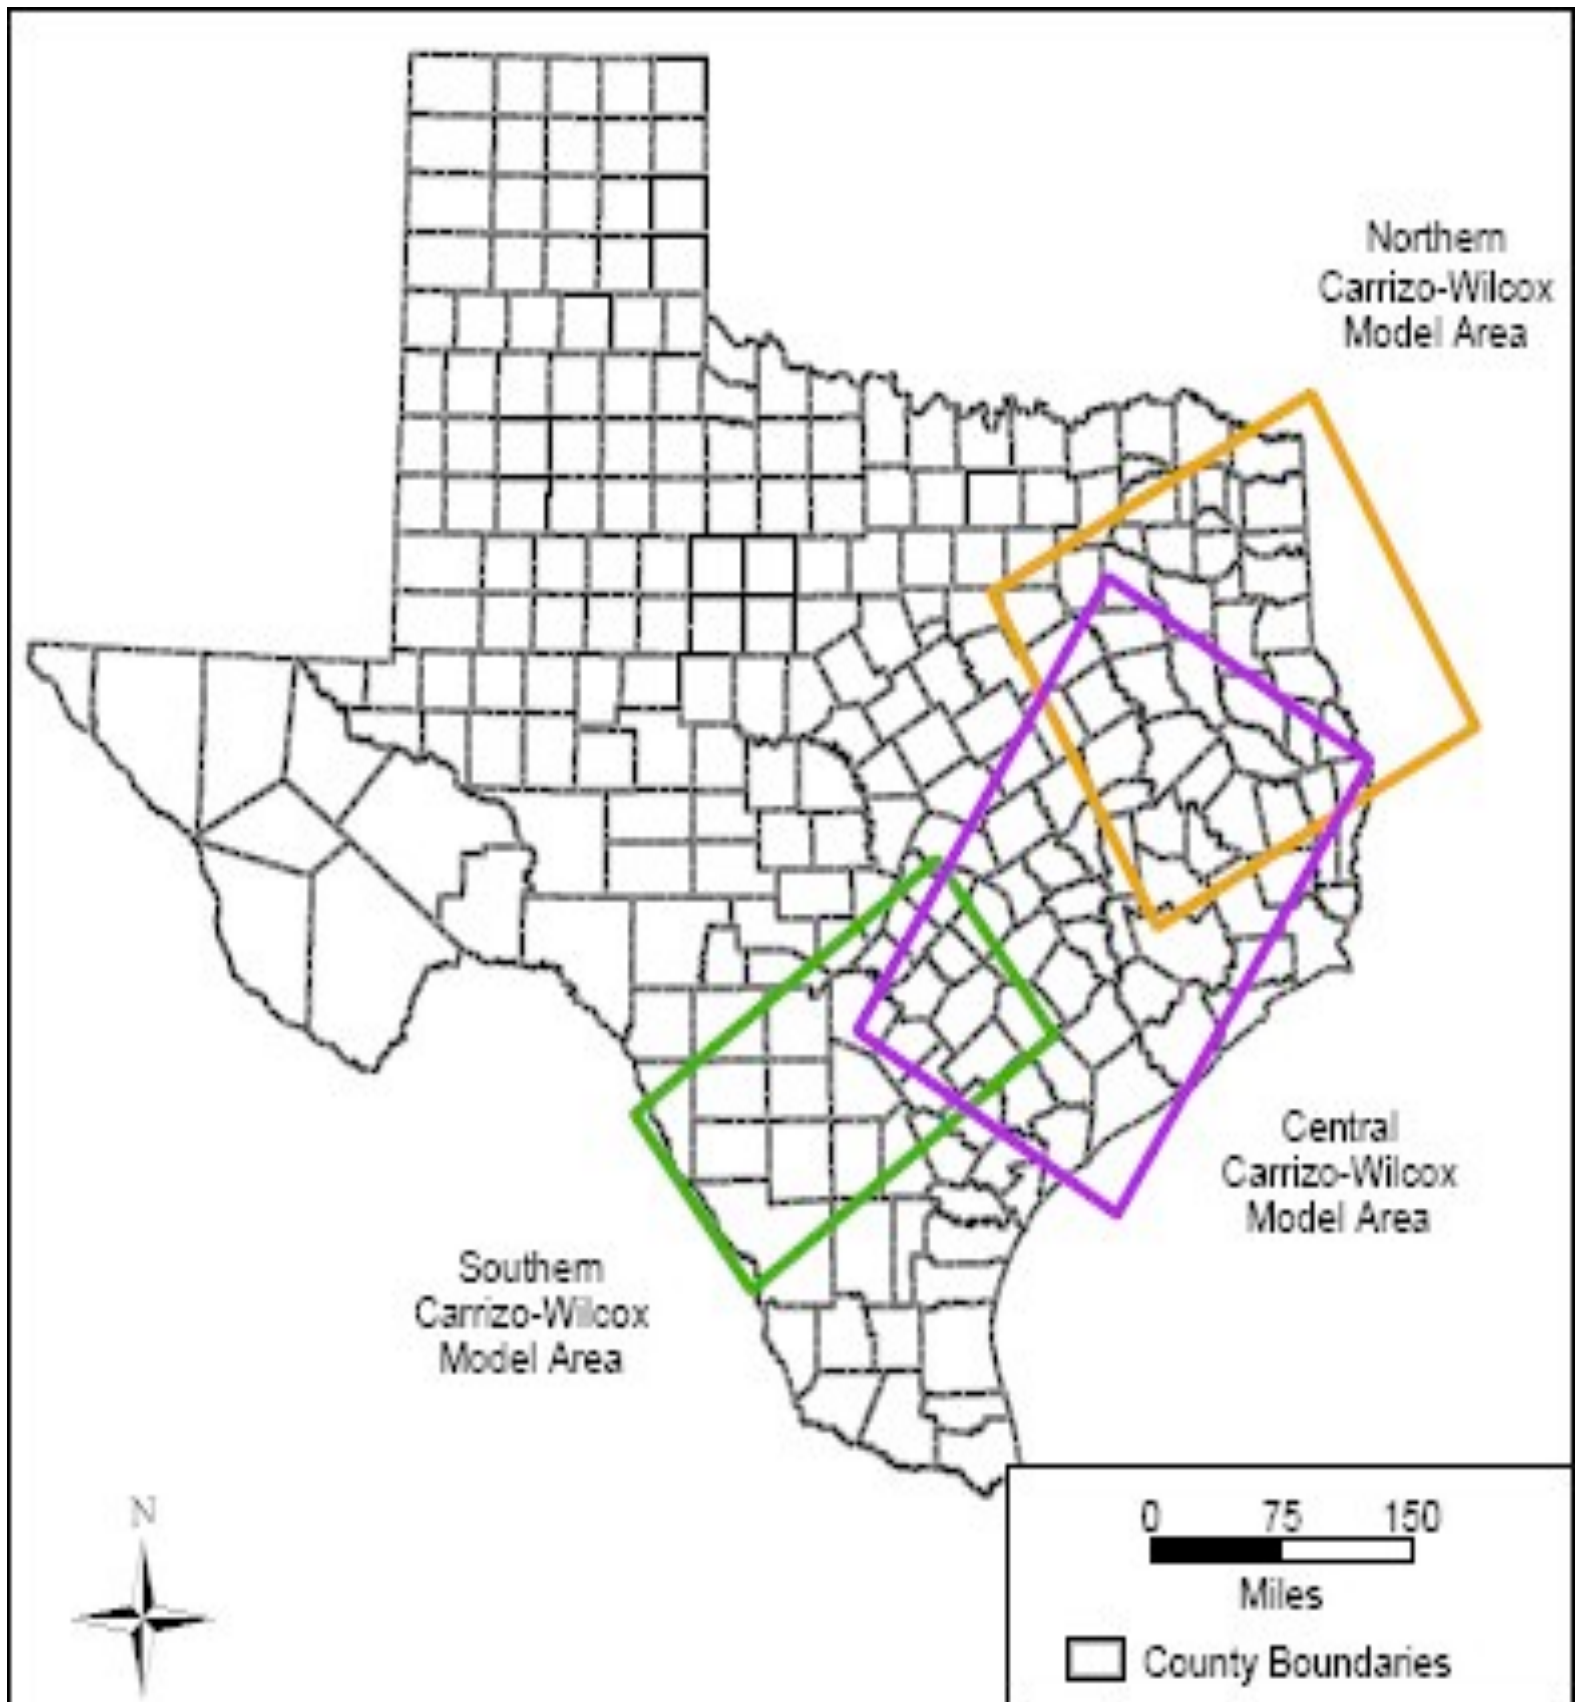 Northern
Carrizo-Wilcox
Model Area
Central
Carrizo-Wilcox
Model Area
Southern
Carrizo-Wilcox
Model Area
N
0 75 150
Miles
County Boundaries